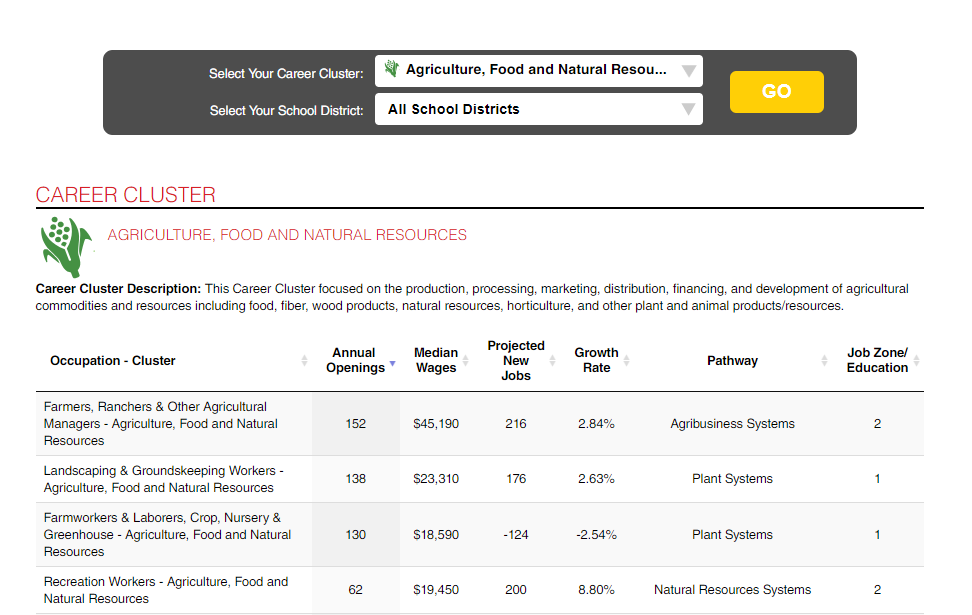 Select Your Career Cluster: Agriculture, Food and Natural Resou...
GO
Select Your School District: All School Districts
CAREER CLUSTER
AGRICULTURE, FOOD AND NATURAL RESOURCES
Career Cluster Description: This Career Cluster focused on the production, processing, marketing, distribution, financing, and development of agricultural
commodities and resources including food, fiber, wood products, natural resources, horticulture, and other plant and animal products/resources.
Occupation - Cluster
Annual
Openings
Median
Wages
Projected
New
Jobs
Growth
Rate
Pathway
Job Zone/
Education
Farmers, Ranchers & Other Agricultural
Managers - Agriculture, Food and Natural
Resources
152 $45,190 216 2.84% Agribusiness Systems 2
Landscaping & Groundskeeping Workers -
Agriculture, Food and Natural Resources
138 $23,310 176 2.63% Plant Systems 1
Farmworkers & Laborers, Crop, Nursery &
Greenhouse - Agriculture, Food and Natural
Resources
130 $18,590 -124 -2.54% Plant Systems 1
Recreation Workers - Agriculture, Food and
Natural Resources
62 $19,450 200 8.80% Natural Resources Systems 2